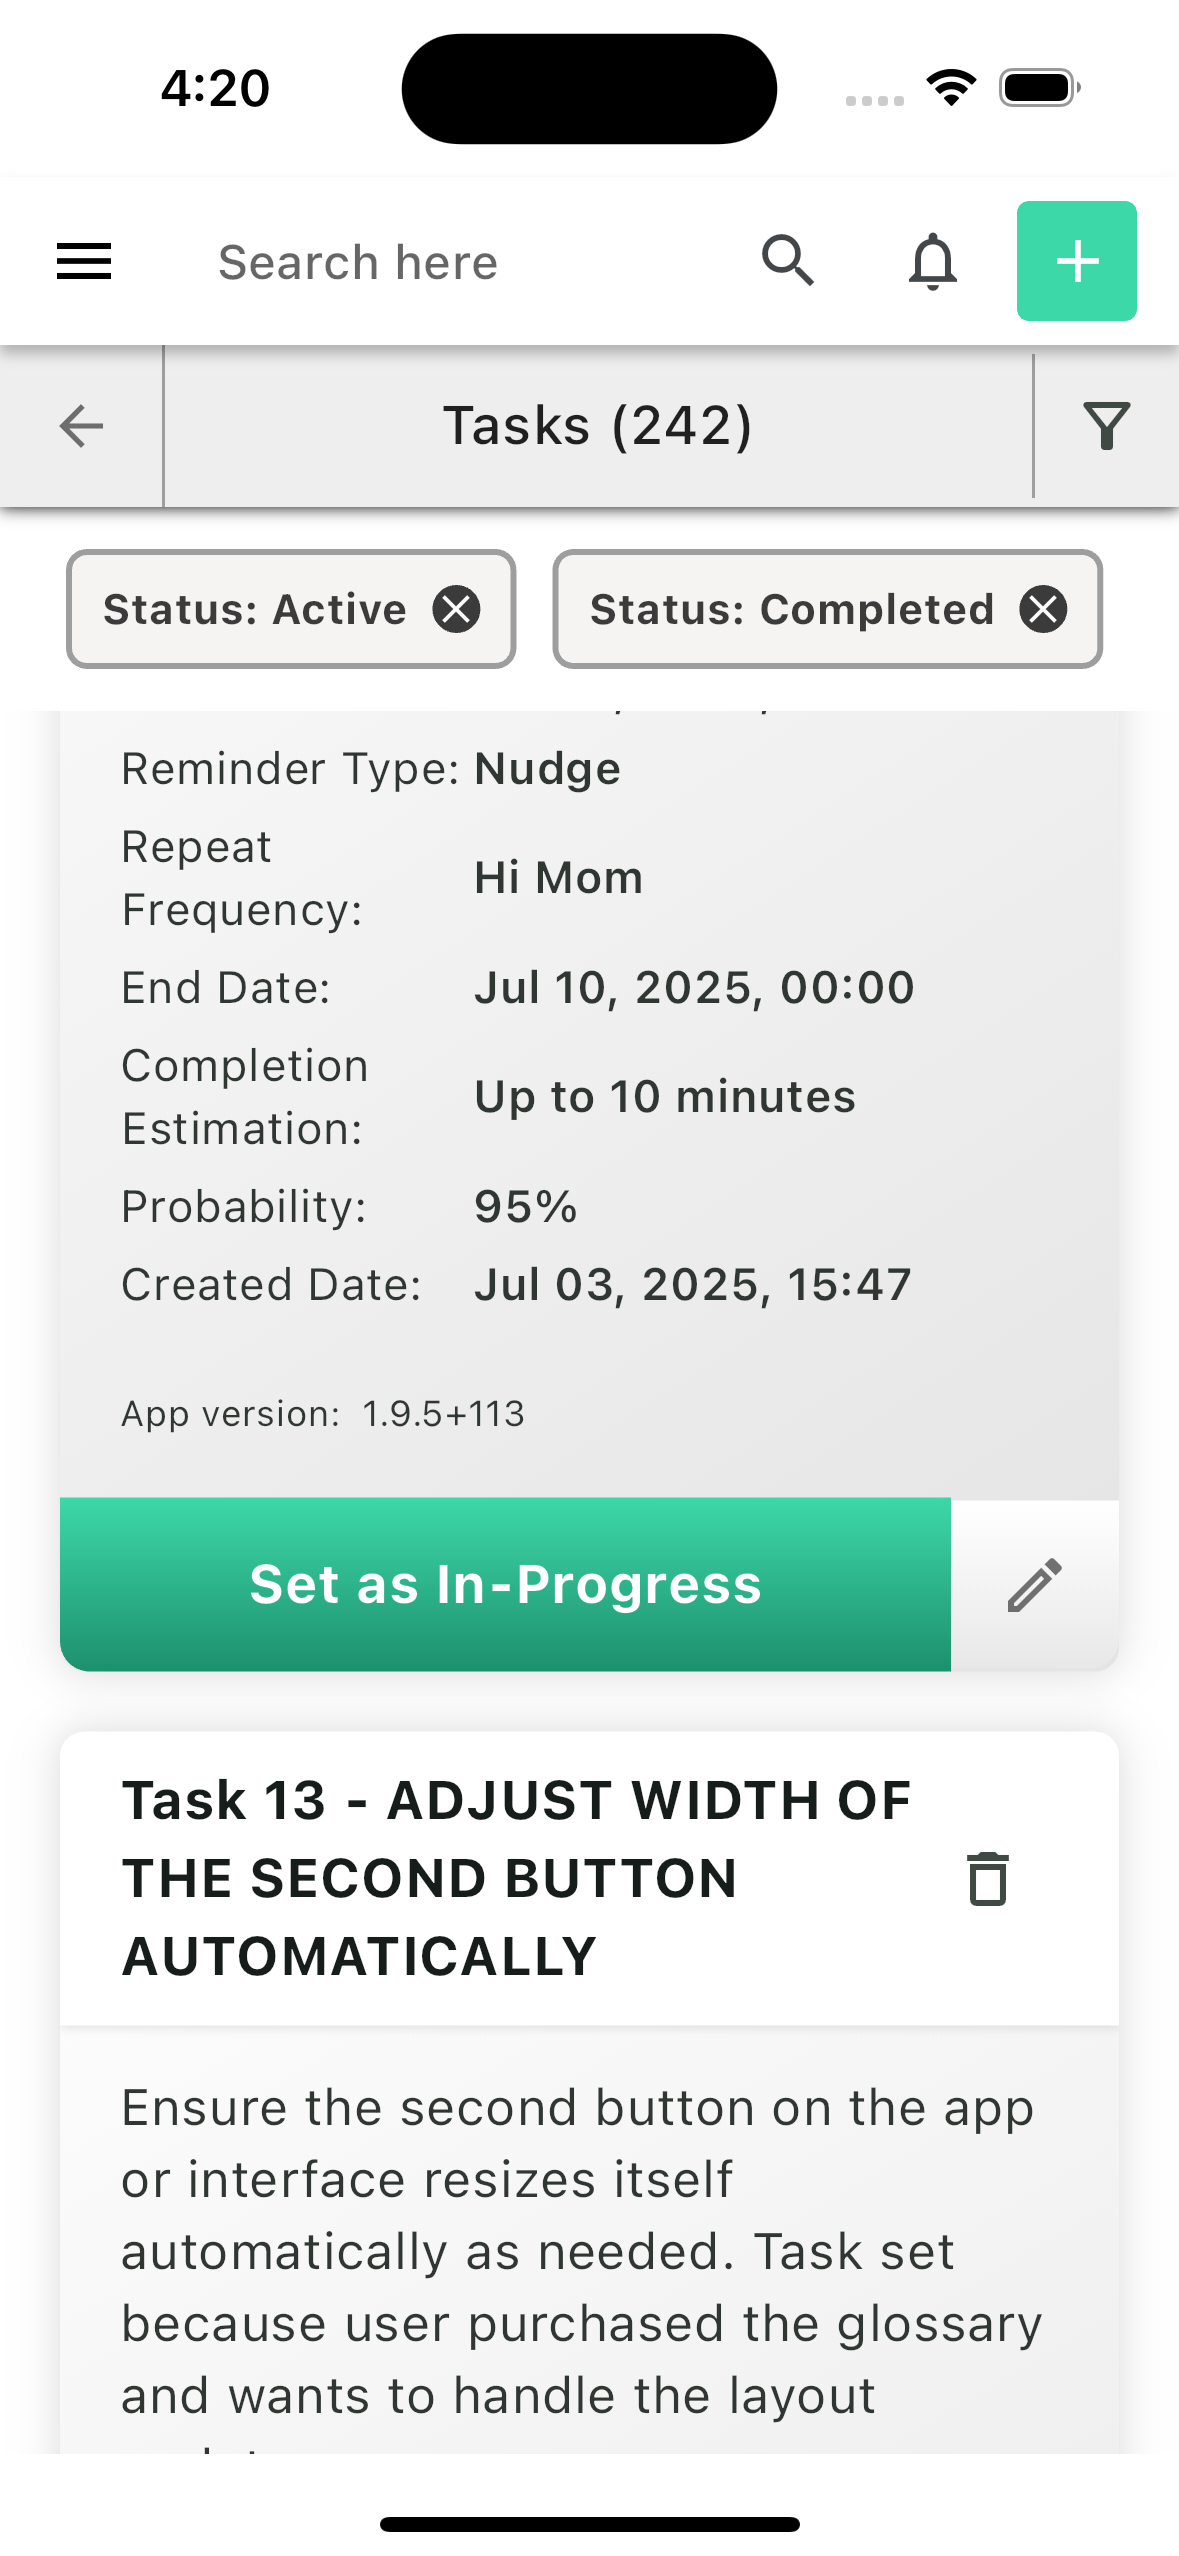 4:20
Search here
Tasks (242)
Status: Active
Status: Completed
Reminder Type: Nudge
Repeat
Frequency:
Hi Mom
End Date: Jul 10, 2025, 00:00
Completion
Estimation:
Up to 10 minutes
Probability: 95%
Created Date: Jul 03, 2025, 15:47
App version: 1.9.5+113
Set as In-Progress
Task 13 - ADJUST WIDTH OF
THE SECOND BUTTON
AUTOMATICALLY
Ensure the second button on the app
or interface resizes itself
automatically as needed. Task set
because user purchased the glossary
and wants to handle the layout